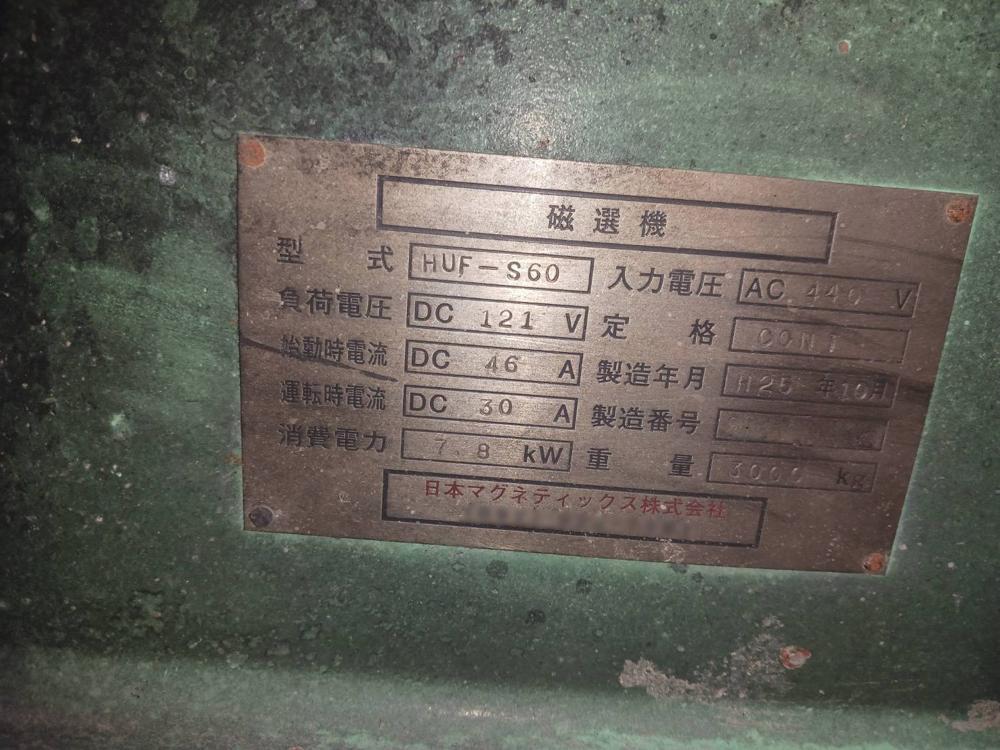 磁選機
型式 HUF-S60 入力電圧 AC 440 V
負荷電圧 DC 121 V 定格 CONT
始動時電流 DC 46 A 製造年月 H25年10月
運転時電流 DC 30 A 製造番号
消費電力 7.8 kW 重量 3000 kg
日本マグネティックス株式会社